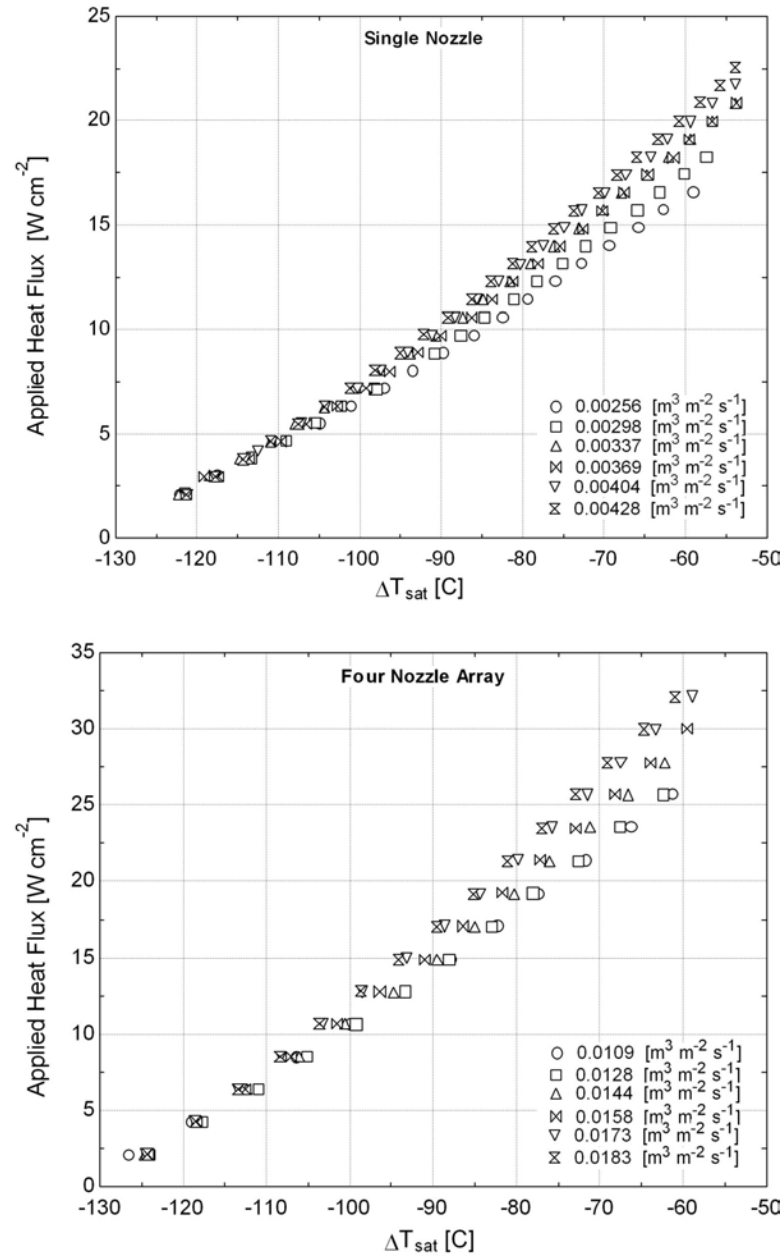 Single Nozzle
25
20
15
10
5
0
Applied Heat Flux [W cm-2]
0.00256 [m3 m-2 s-1]
0.00298 [m3 m-2 s-1]
0.00337 [m3 m-2 s-1]
0.00369 [m3 m-2 s-1]
0.00404 [m3 m-2 s-1]
0.00428 [m3 m-2 s-1]
-130 -120 -110 -100 -90 -80 -70 -60 -50
ΔTsat [C]
Four Nozzle Array
35
30
25
20
15
10
5
0
Applied Heat Flux [W cm-2]
0.0109 [m3 m-2 s-1]
0.0128 [m3 m-2 s-1]
0.0144 [m3 m-2 s-1]
0.0158 [m3 m-2 s-1]
0.0173 [m3 m-2 s-1]
0.0183 [m3 m-2 s-1]
-130 -120 -110 -100 -90 -80 -70 -60 -50
ΔTsat [C]